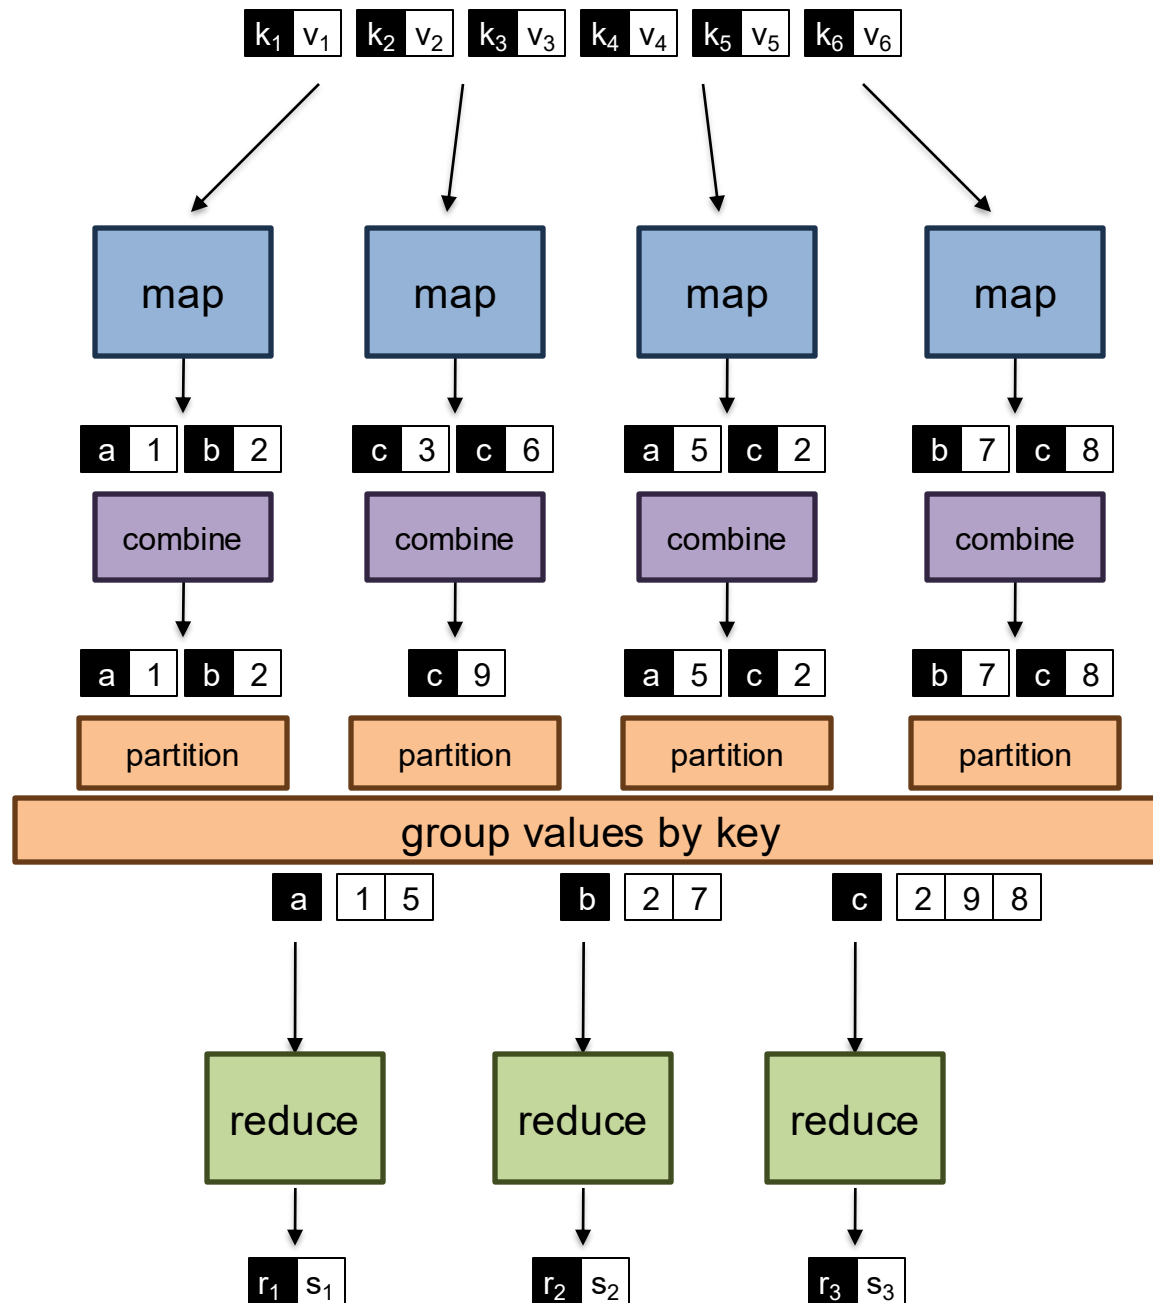 k₁ v₁ k₂ v₂ k₃ v₃ k₄ v₄ k₅ v₅ k₆ v₆
map map map map
a 1 b 2 c 3 c 6 a 5 c 2 b 7 c 8
combine combine combine combine
a 1 b 2 c 9 a 5 c 2 b 7 c 8
partition partition partition partition
group values by key
a 1 5 b 2 7 c 2 9 8
reduce reduce reduce
r₁ s₁ r₂ s₂ r₃ s₃